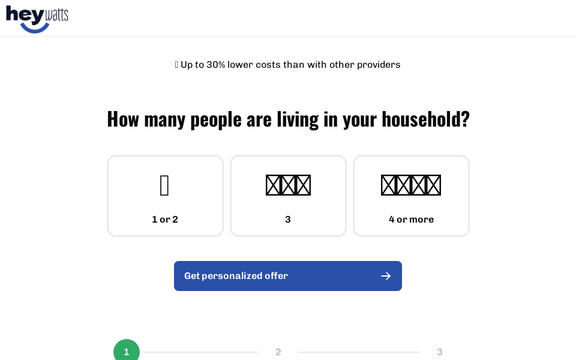 hey watts
Up to 30% lower costs than with other providers
How many people are living in your household?
1 or 2
3
4 or more
Get personalized offer
1
2
3